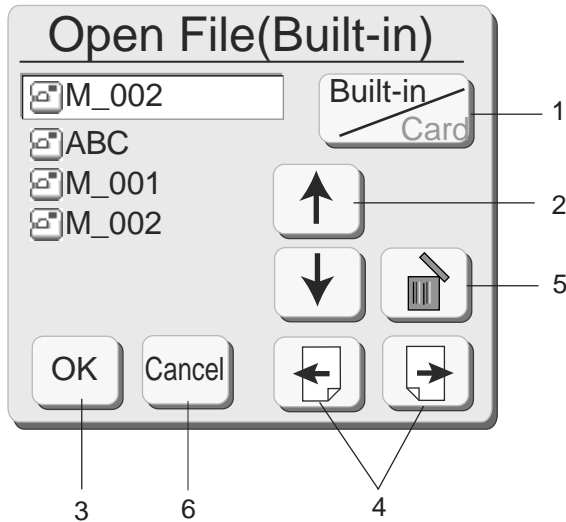 Open File(Built-in)
M_002
Built-in
Card
1
ABC
M_001
M_002
2
5
OK
Cancel
3
6
4